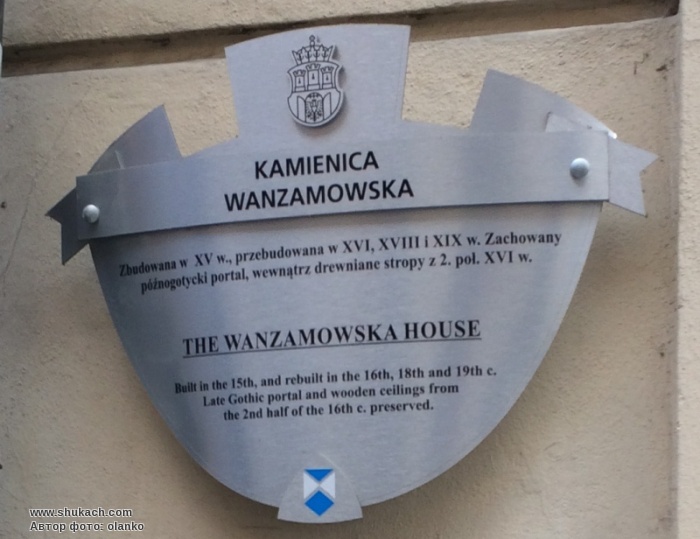 KAMIENICA
WANZAMOWSKA
Zbudowana w XV w., przebudowana w XVI, XVIII i XIX w. Zachowany
późnogotycki portal, wewnątrz drewniane stropy z 2. poł. XVI w.
THE WANZAMOWSKA HOUSE
Built in the 15th, and rebuilt in the 16th, 18th and 19th c.
Late Gothic portal and wooden ceilings from
the 2nd half of the 16th c. preserved.
www.shukach.com
Автор фото: olanko